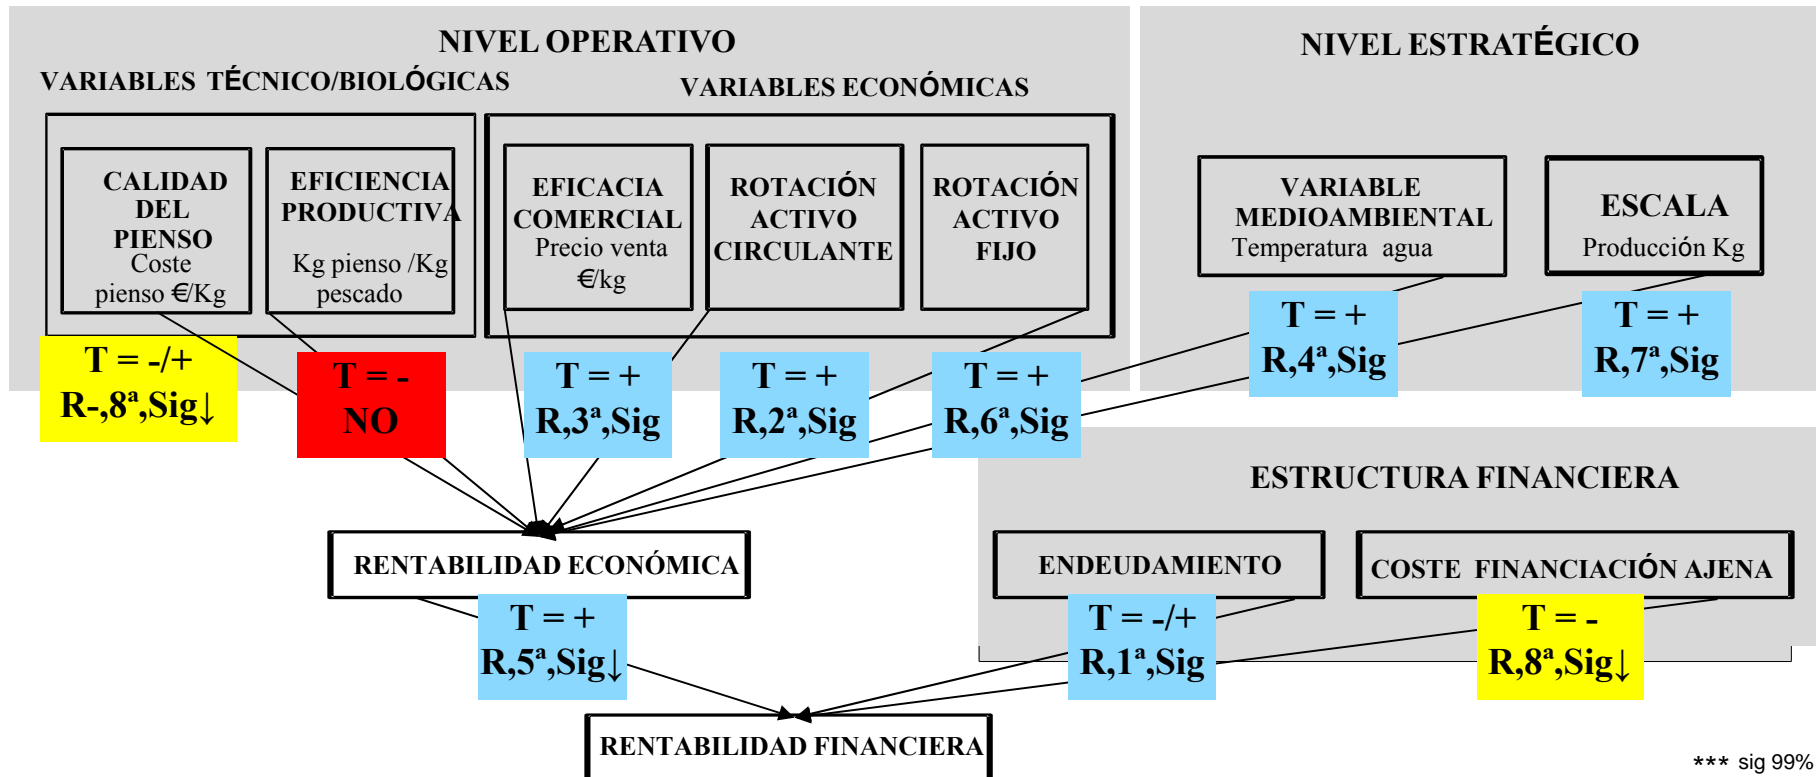 NIVEL OPERATIVO
VARIABLES TÉCNICO/BIOLÓGICAS
VARIABLES ECONÓMICAS
CALIDAD
DEL
PIENSO
Coste
pienso €/Kg
EFICIENCIA
PRODUCTIVA
Kg pienso /Kg
pescado
EFICACIA
COMERCIAL
Precio venta
€/kg
ROTACIÓN
ACTIVO
CIRCULANTE
ROTACIÓN
ACTIVO
FIJO
NIVEL ESTRATÉGICO
VARIABLE
MEDIOAMBIENTAL
Temperatura agua
ESCALA
Producción Kg
T = -/+
R-,8ª,Sig↓
T = -
NO
T = +
R,3ª,Sig
T = +
R,2ª,Sig
T = +
R,6ª,Sig
T = +
R,4ª,Sig
T = +
R,7ª,Sig
ESTRUCTURA FINANCIERA
RENTABILIDAD ECONÓMICA
ENDEUDAMIENTO
COSTE FINANCIACIÓN AJENA
T = +
R,5ª,Sig↓
T = -/+
R,1ª,Sig
T = -
R,8ª,Sig↓
RENTABILIDAD FINANCIERA
*** sig 99%